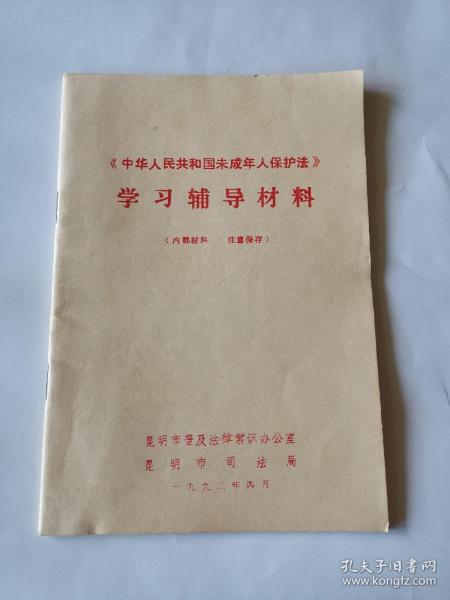 《中华人民共和国未成年人保护法》
学习辅导材料
（内部材料 注意保存）
昆明市普及法律常识办公室
昆明市司法局
一九九二年四月
孔夫子旧书网
www.kongfz.com